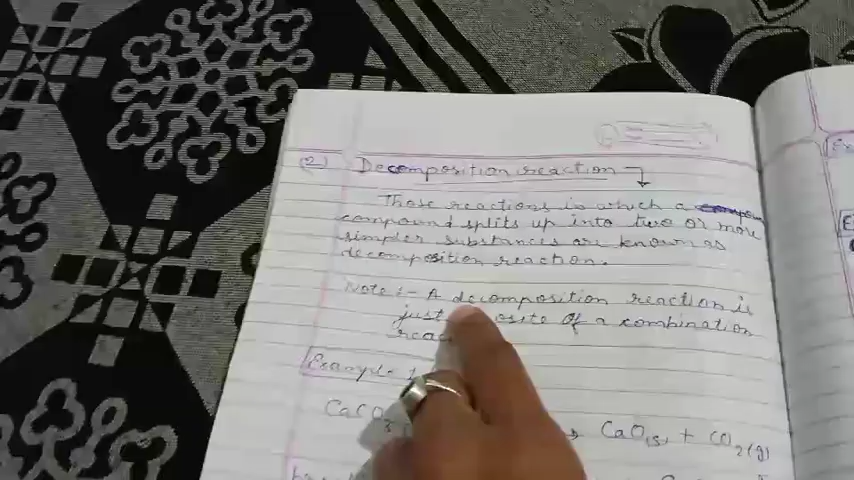 (2) Decomposition reaction
Those reactions in which a
compound splits up into two or more
simpler substances are known as
decomposition reaction.
Note :- A decomposition reaction is
just of a combination
Example
CaCO3 → CaO(s) + CO2(g)